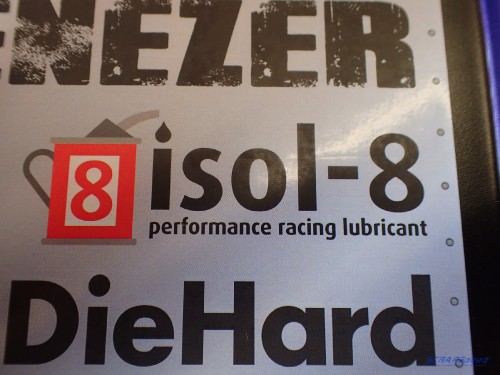 ENEZER
8 isol-8
performance racing lubricant
DieHard